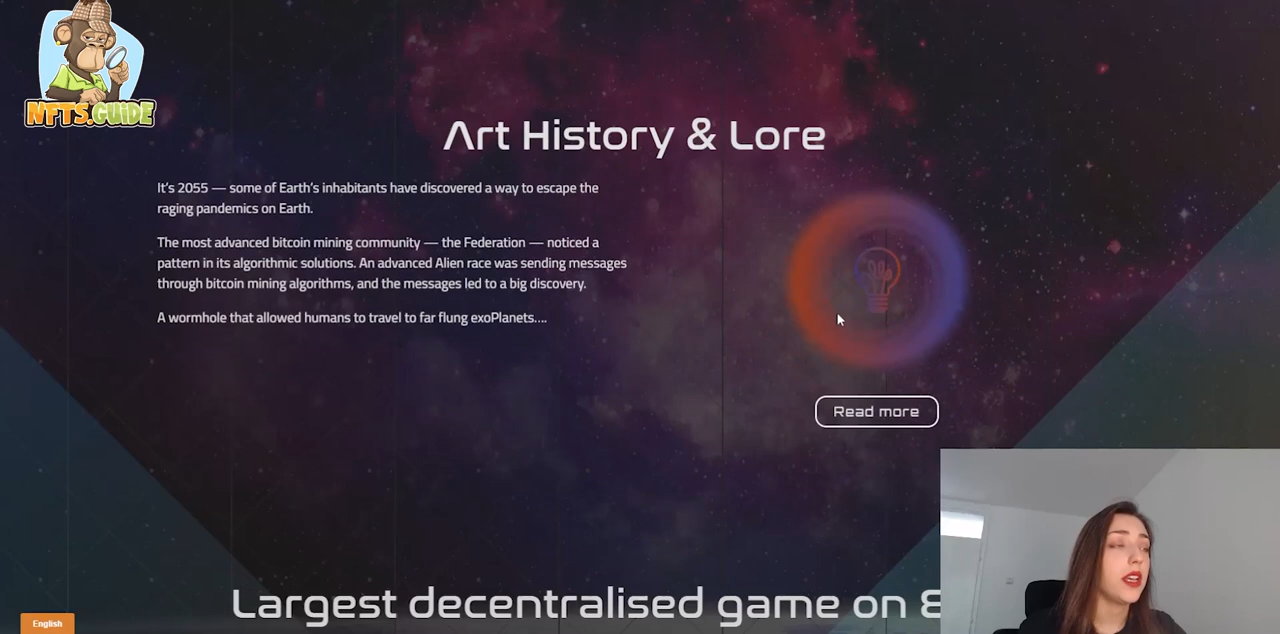 NFTS.GUIDE
Art History & Lore
It's 2055 — some of Earth's inhabitants have discovered a way to escape the
raging pandemics on Earth.
The most advanced bitcoin mining community — the Federation — noticed a
pattern in its algorithmic solutions. An advanced Alien race was sending messages
through bitcoin mining algorithms, and the messages led to a big discovery.
A wormhole that allowed humans to travel to far flung exoPlanets....
Read more
Largest decentralised game on
English